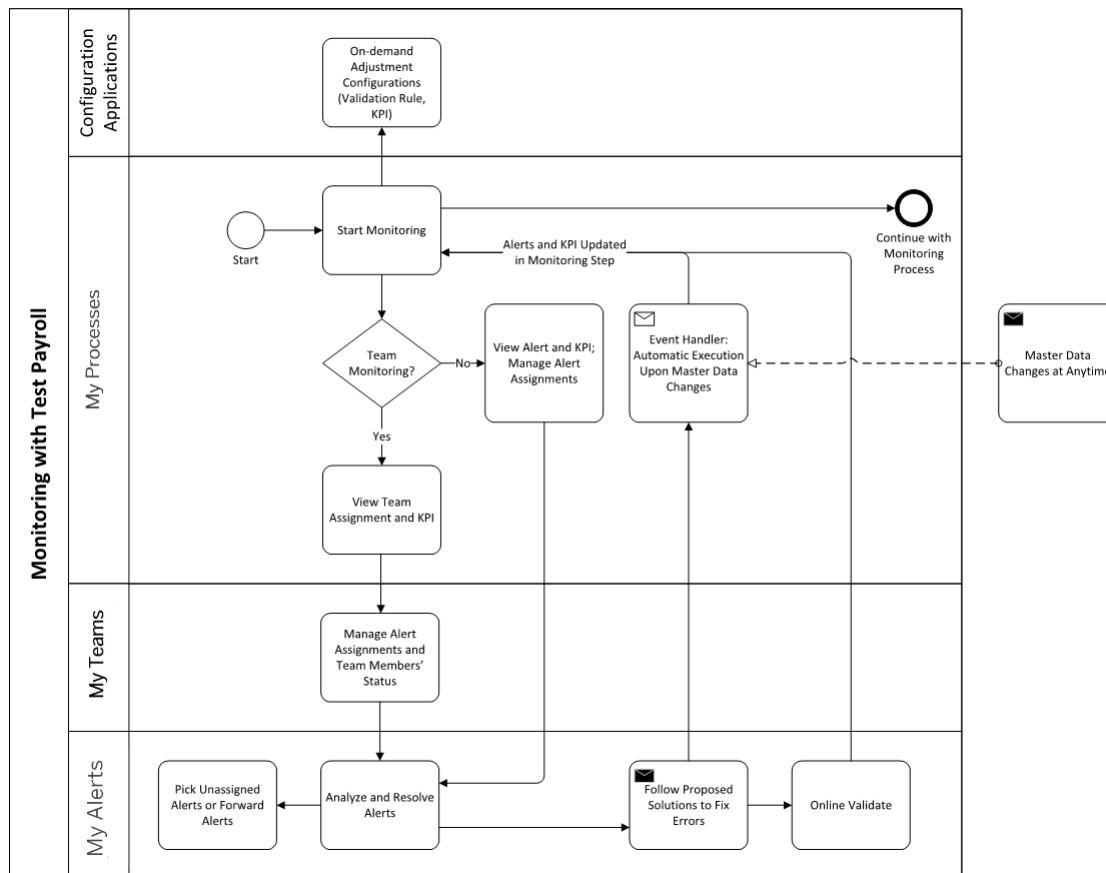 Monitoring with Test Payroll
Configuration
Applications
On-demand
Adjustment
Configurations
(Validation Rule,
KPI)
My Processes
Start
Start Monitoring
Continue with
Monitoring
Process
Alerts and KPI Updated
in Monitoring Step
Team
Monitoring?
No
Yes
View Alert and KPI;
Manage Alert
Assignments
Event Handler:
Automatic Execution
Upon Master Data
Changes
Master Data
Changes at Anytime
View Team
Assignment and KPI
My Teams
Manage Alert
Assignments and
Team Members’
Status
My Alerts
Pick Unassigned
Alerts or Forward
Alerts
Analyze and Resolve
Alerts
Follow Proposed
Solutions to Fix
Errors
Online Validate